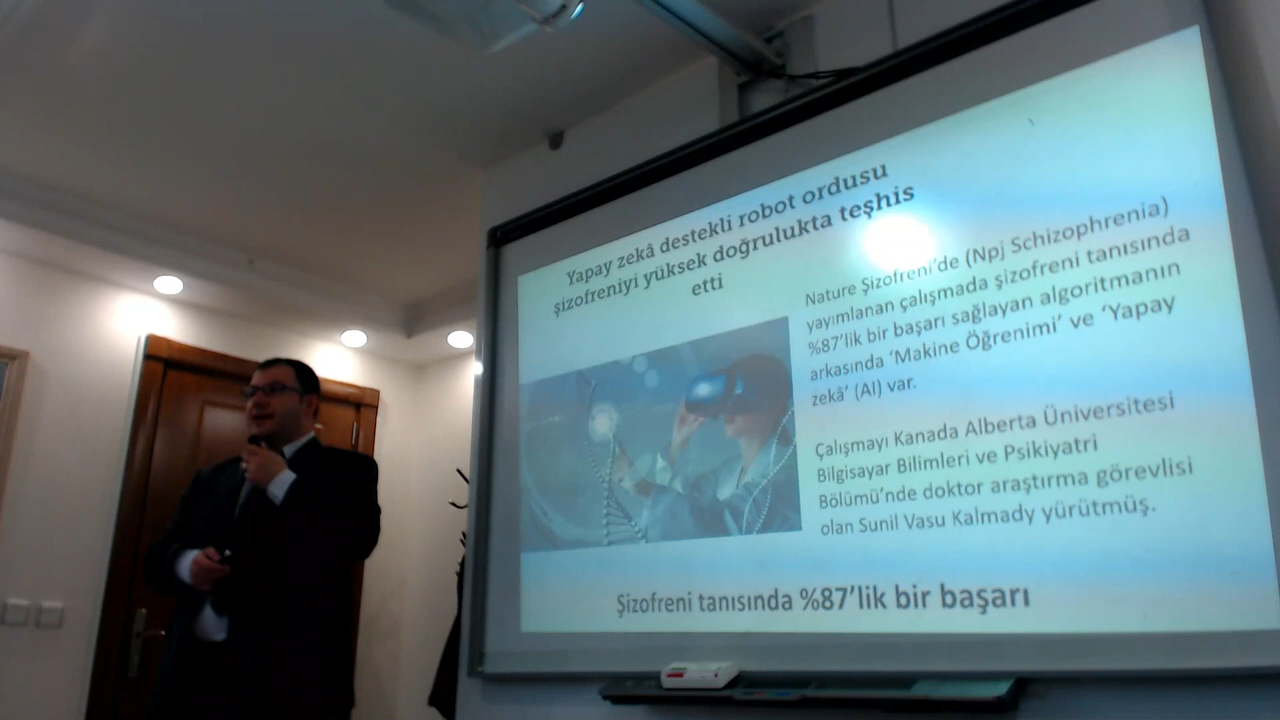 Yapay zekâ destekli robot ordusu
şizofreniyi yüksek doğrulukta teşhis
etti
Nature Şizofreni'de (Npj Schizophrenia)
yayımlanan çalışmada şizofreni tanısında
%87'lik bir başarı sağlayan algoritmanın
arkasında 'Makine Öğrenimi' ve 'Yapay
zekâ' (AI) var.
Çalışmayı Kanada Alberta Üniversitesi
Bilgisayar Bilimleri ve Psikiyatri
Bölümü'nde doktor araştırma görevlisi
olan Sunil Vasu Kalmady yürütmüş.
Şizofreni tanısında %87'lik bir başarı